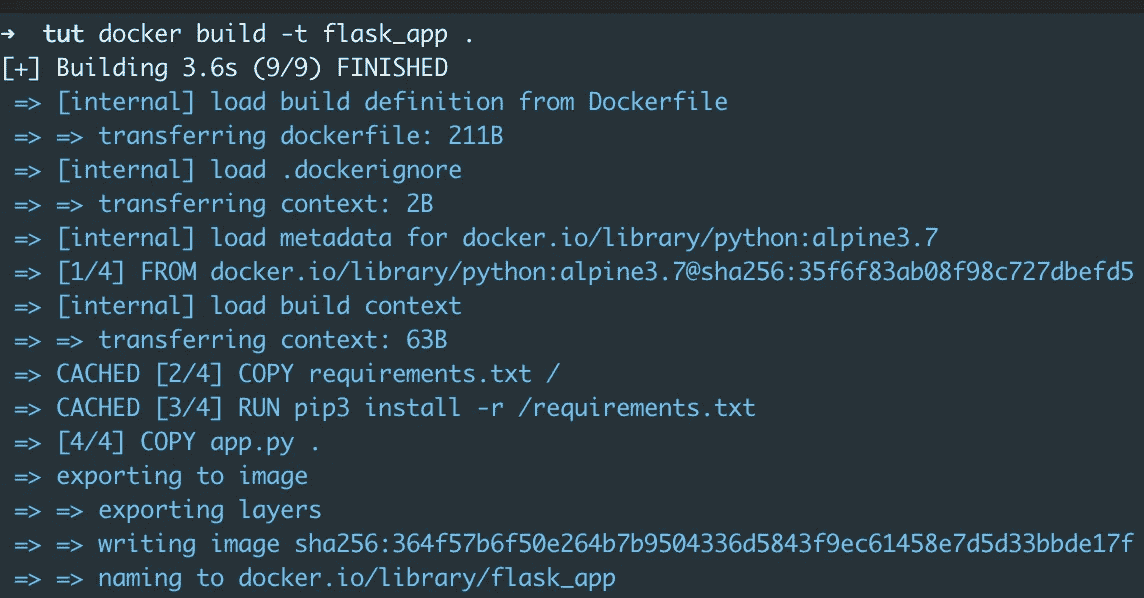 → tut docker build -t flask_app .
[+] Building 3.6s (9/9) FINISHED
=> [internal] load build definition from Dockerfile
=> => transferring dockerfile: 211B
=> [internal] load .dockerignore
=> => transferring context: 2B
=> [internal] load metadata for docker.io/library/python:alpine3.7
=> [1/4] FROM docker.io/library/python:alpine3.7@sha256:35f6f83ab08f98c727dbefd5
=> [internal] load build context
=> => transferring context: 63B
=> CACHED [2/4] COPY requirements.txt /
=> CACHED [3/4] RUN pip3 install -r /requirements.txt
=> [4/4] COPY app.py .
=> exporting to image
=> => exporting layers
=> => writing image sha256:364f57b6f50e264b7b9504336d5843f9ec61458e7d5d33bbde17f
=> => naming to docker.io/library/flask_app